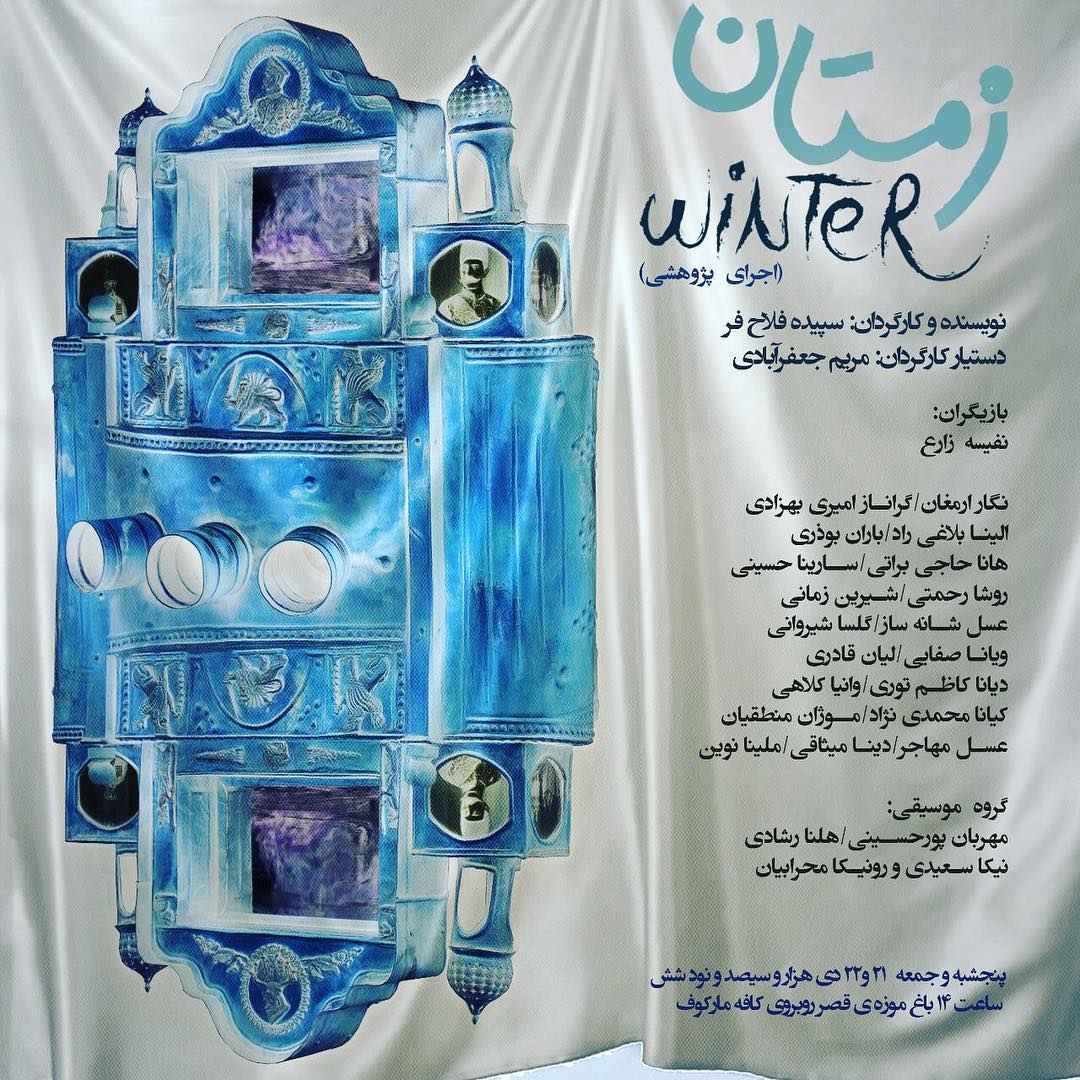 زمستان
WiNTeR
(اجرای پژوهشی)
نویسنده و کارگردان: سپیده فلاح فر
دستیار کارگردان: مریم جعفرآبادی
بازیگران:
نفیسه زارع
نگار ارمغان/گراناز امیری بهزادی
الینا بلاغی راد/باران بوذری
هانا حاجی براتی/سارینا حسینی
روشا رحمتی/شیرین زمانی
عسل شانه ساز/گلسا شیروانی
ویانا صفایی/لیان قادری
دیانا کاظم توری/وانیا کلاهی
کیانا محمدی نژاد/موژان منطقیان
عسل مهاجر/دینا میثاقی/ملینا نوین
گروه موسیقی:
مهربان پورحسینی/هلنا رشادی
نیکا سعیدی و رونیکا محرابیان
پنجشبه و جمعه ۲۱ و۲۲ دی هزار و سیصد و نود شش
ساعت ۱۴ باغ موزه ی قصر روبروی کافه مارکوف